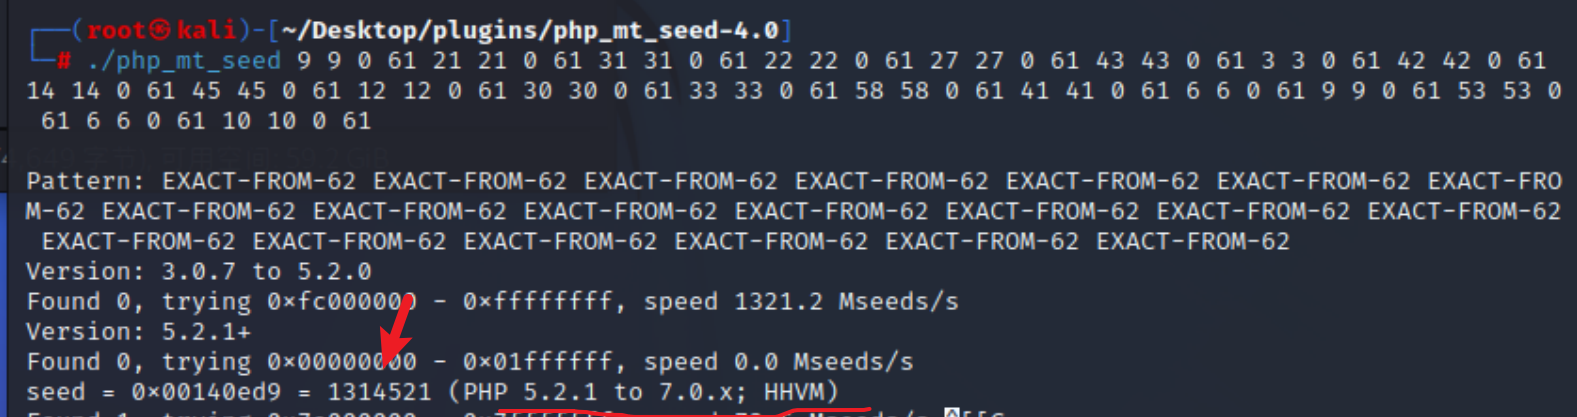 (root㉿kali)-[~/Desktop/plugins/php_mt_seed-4.0]
# ./php_mt_seed 9 9 0 61 21 21 0 61 31 31 0 61 22 22 0 61 27 27 0 61 43 43 0 61 3 3 0 61 42 42 0 61
14 14 0 61 45 45 0 61 12 12 0 61 30 30 0 61 33 33 0 61 58 58 0 61 41 41 0 61 6 6 0 61 9 9 0 61 53 53 0
61 6 6 0 61 10 10 0 61
Pattern: EXACT-FROM-62 EXACT-FROM-62 EXACT-FROM-62 EXACT-FROM-62 EXACT-FROM-62 EXACT-FROM-62 EXACT-FRO
M-62 EXACT-FROM-62 EXACT-FROM-62 EXACT-FROM-62 EXACT-FROM-62 EXACT-FROM-62 EXACT-FROM-62 EXACT-FROM-62
EXACT-FROM-62 EXACT-FROM-62 EXACT-FROM-62 EXACT-FROM-62 EXACT-FROM-62 EXACT-FROM-62
Version: 3.0.7 to 5.2.0
Found 0, trying 0×fc000000 - 0×ffffffff, speed 1321.2 Mseeds/s
Version: 5.2.1+
Found 0, trying 0×00000000 - 0×01ffffff, speed 0.0 Mseeds/s
seed = 0×00140ed9 = 1314521 (PHP 5.2.1 to 7.0.x; HHVM)